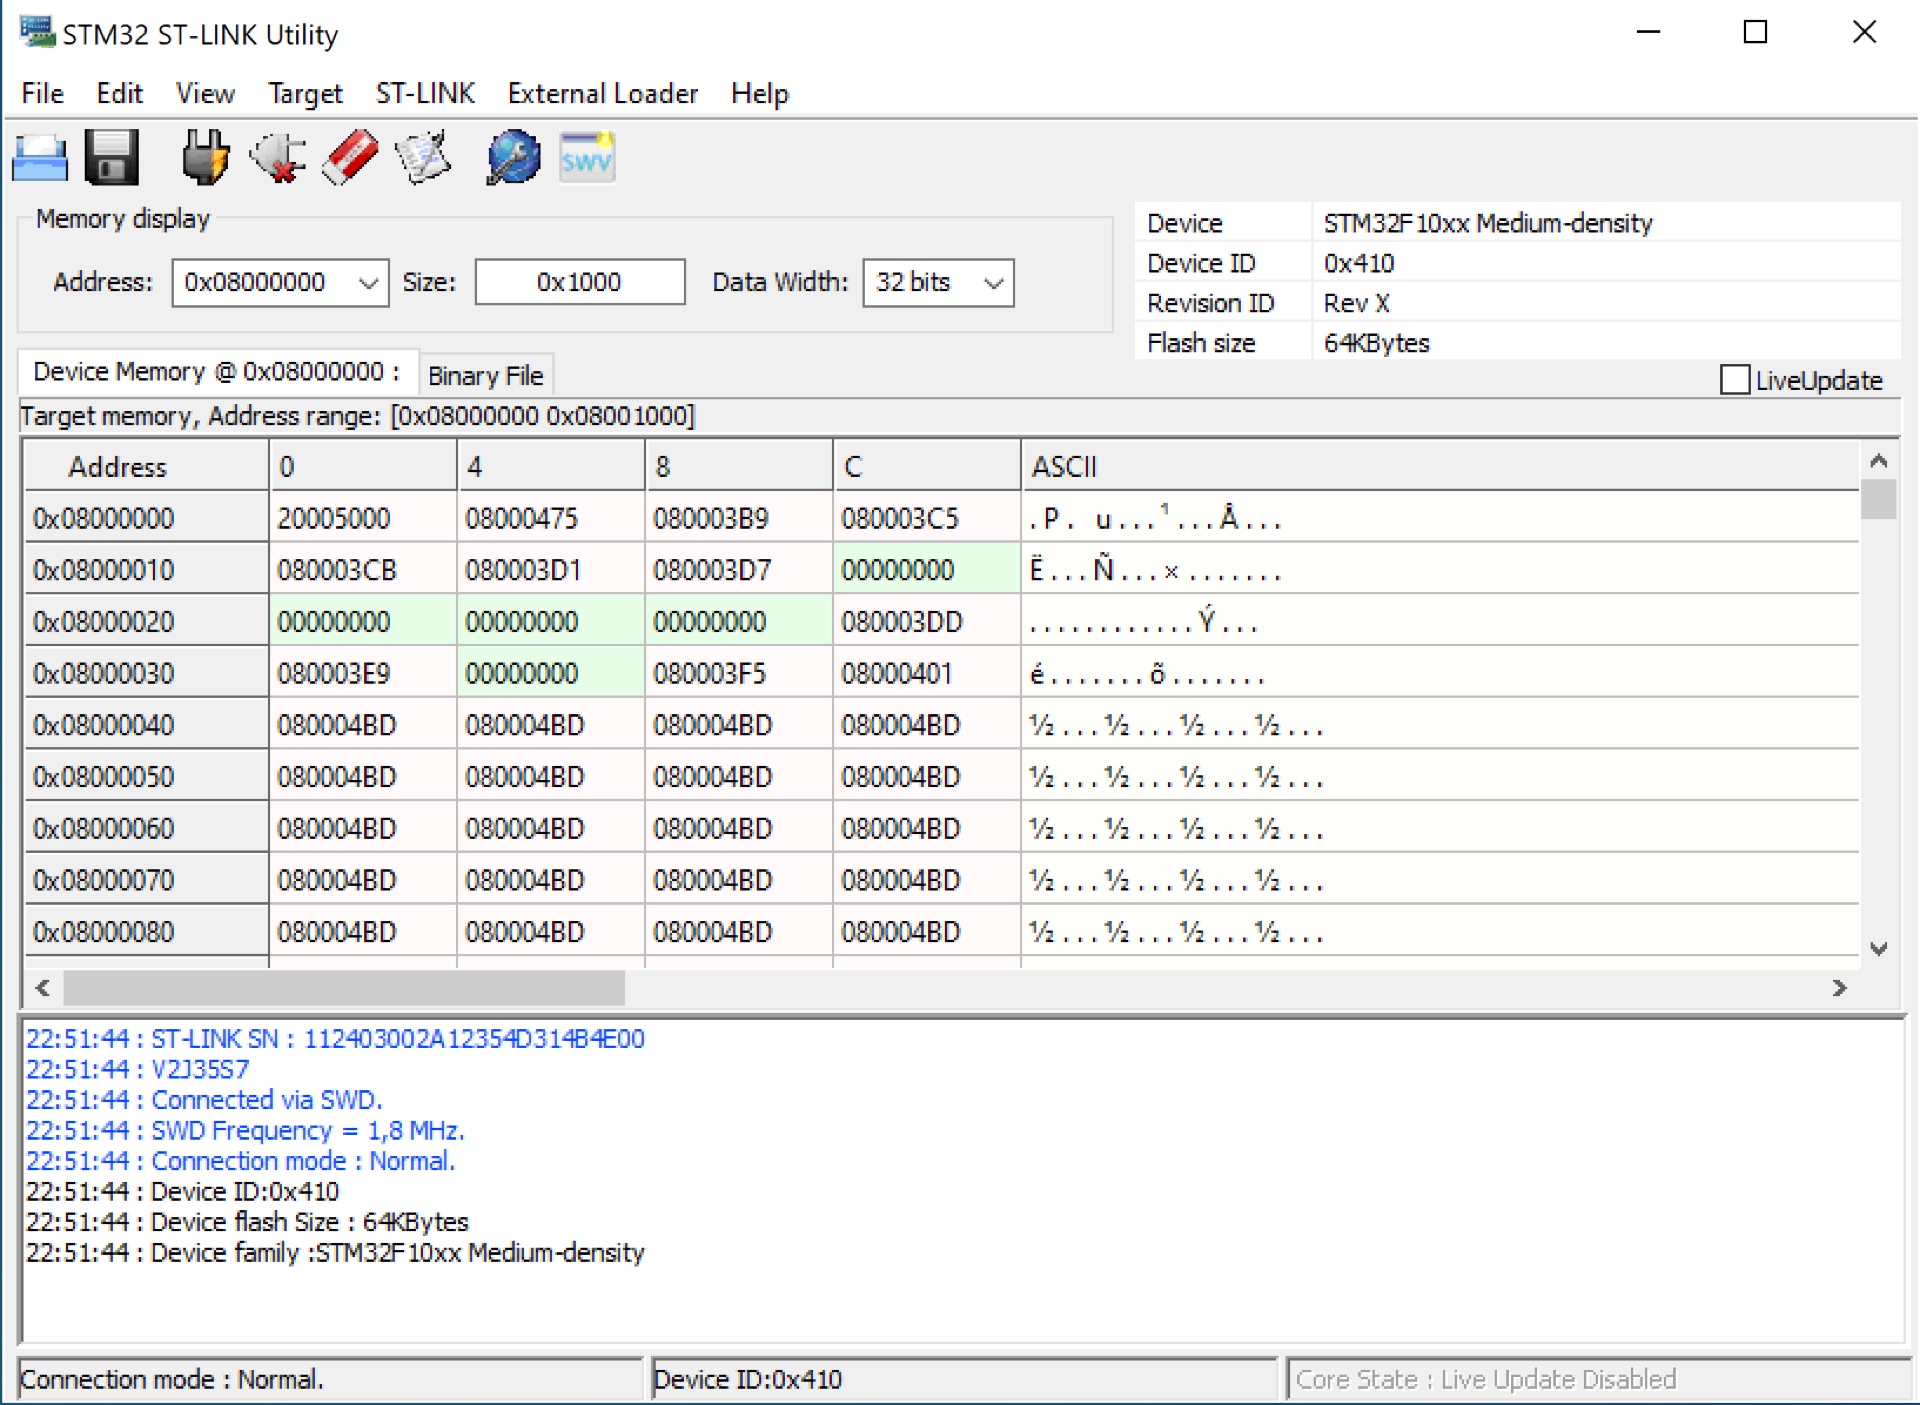 STM32 ST-LINK Utility
File Edit View Target ST-LINK External Loader Help
SWV
Memory display
Address: 0x08000000 Size: 0x1000 Data Width: 32 bits
Device STM32F10xx Medium-density
Device ID 0x410
Revision ID Rev X
Flash size 64KBytes
Device Memory @ 0x08000000 : Binary File
LiveUpdate
Target memory, Address range: [0x08000000 0x08001000]
Address 0 4 8 C ASCII
0x08000000 20005000 08000475 080003B9 080003C5 .P. u...¹...Å...
0x08000010 080003CB 080003D1 080003D7 00000000 Ë...Ñ...×.......
0x08000020 00000000 00000000 00000000 080003DD ............Ý...
0x08000030 080003E9 00000000 080003F5 08000401 é.......õ.......
0x08000040 080004BD 080004BD 080004BD 080004BD ½...½...½...½...
0x08000050 080004BD 080004BD 080004BD 080004BD ½...½...½...½...
0x08000060 080004BD 080004BD 080004BD 080004BD ½...½...½...½...
0x08000070 080004BD 080004BD 080004BD 080004BD ½...½...½...½...
0x08000080 080004BD 080004BD 080004BD 080004BD ½...½...½...½...
22:51:44 : ST-LINK SN : 112403002A12354D314B4E00
22:51:44 : V2J35S7
22:51:44 : Connected via SWD.
22:51:44 : SWD Frequency = 1,8 MHz.
22:51:44 : Connection mode : Normal.
22:51:44 : Device ID:0x410
22:51:44 : Device flash Size : 64KBytes
22:51:44 : Device family :STM32F10xx Medium-density
Connection mode : Normal. Device ID:0x410 Core State : Live Update Disabled